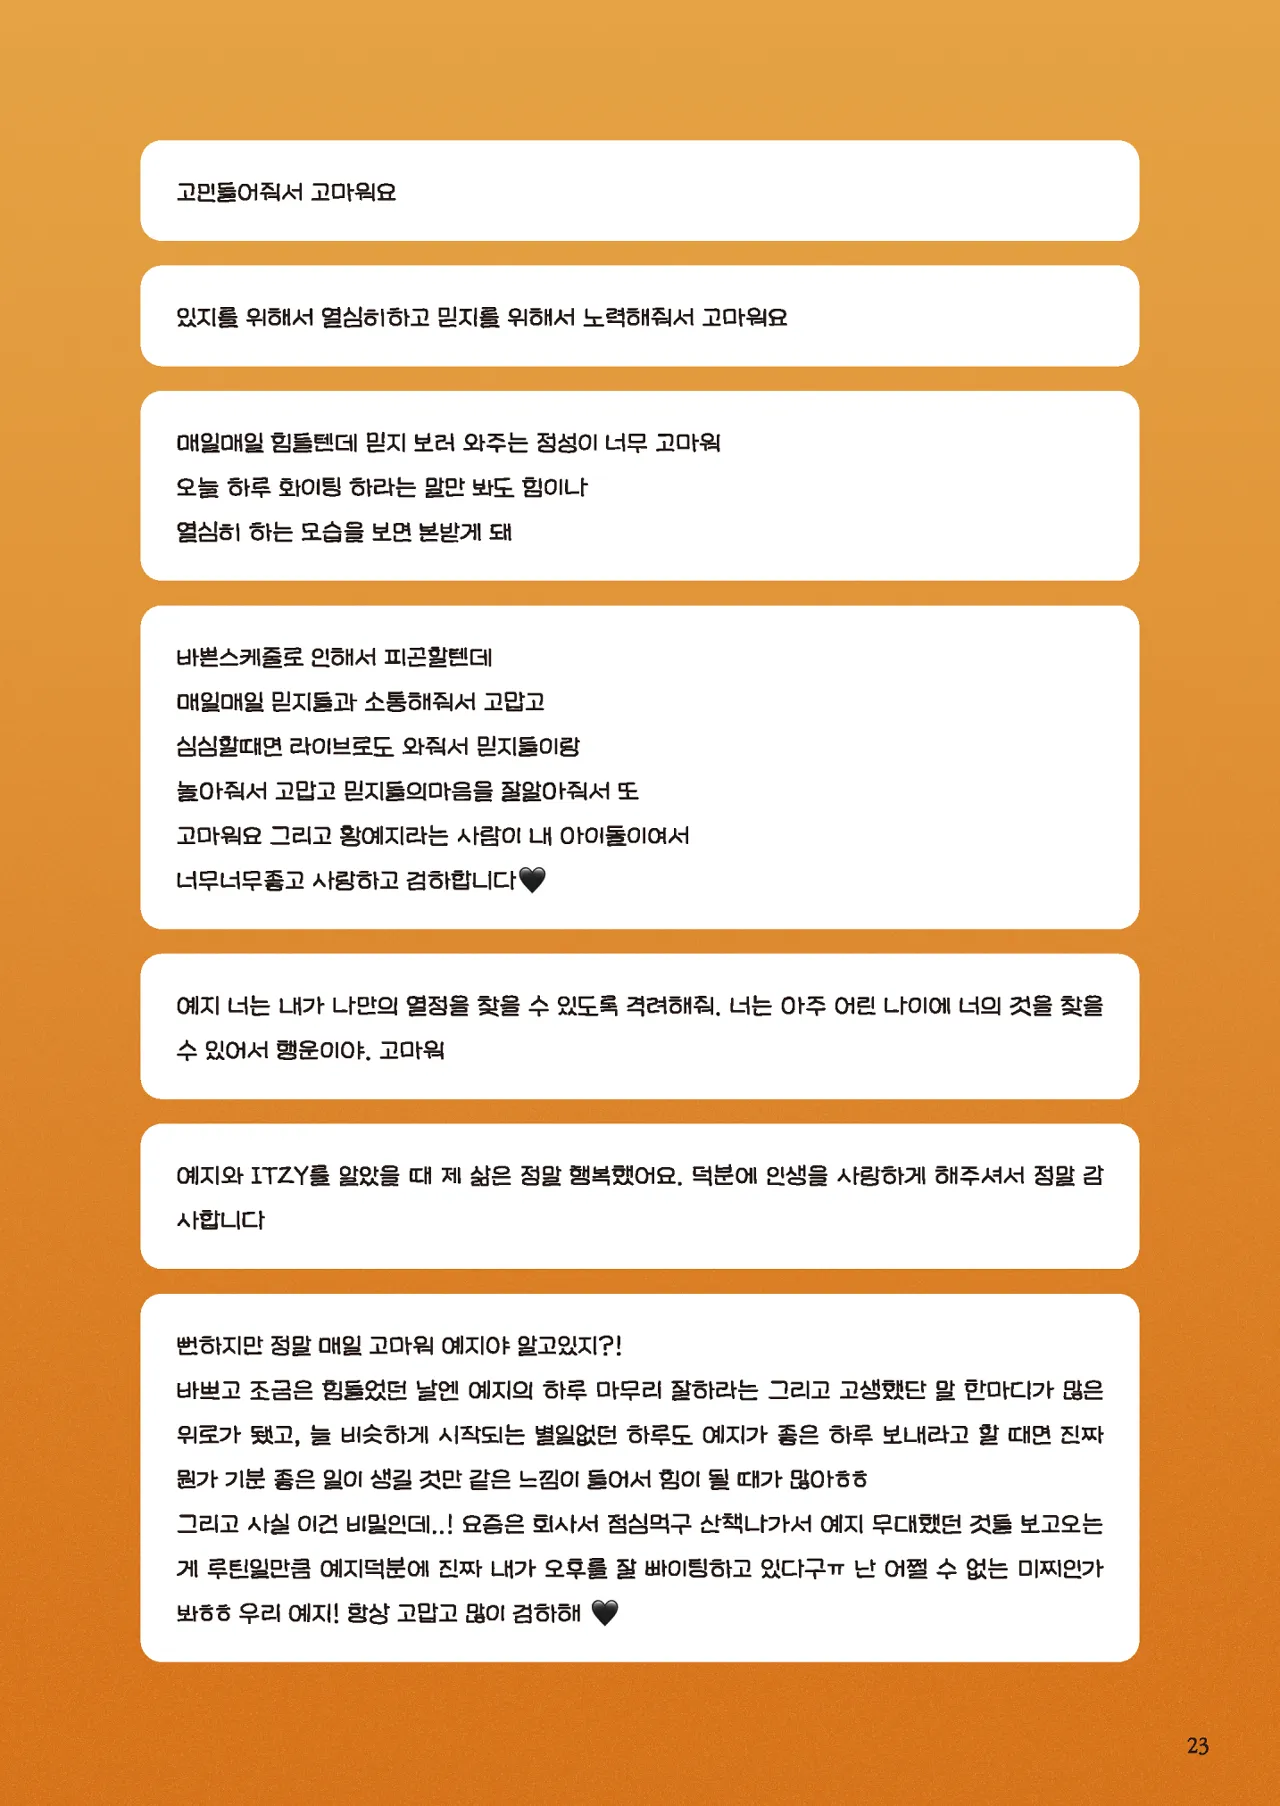 고민들어줘서 고마워요
있지를 위해서 열심히하고 믿지를 위해서 노력해줘서 고마워요
매일매일 힘들텐데 믿지 보러 와주는 정성이 너무 고마워
오늘 하루 화이팅 하라는 말만 봐도 힘이나
열심히 하는 모습을 보면 본받게 돼
바쁜스케줄로 인해서 피곤할텐데
매일매일 믿지들과 소통해줘서 고맙고
심심할때면 라이브로도 와줘서 믿지들이랑
놀아줘서 고맙고 믿지들의마음을 잘알아줘서 또
고마워요 그리고 황예지라는 사람이 내 아이돌이여서
너무너무좋고 사랑하고 검하합니다🖤
예지 너는 내가 나만의 열정을 찾을 수 있도록 격려해줘. 너는 아주 어린 나이에 너의 것을 찾을
수 있어서 행운이야. 고마워
예지와 ITZY를 알았을 때 제 삶은 정말 행복했어요. 덕분에 인생을 사랑하게 해주셔서 정말 감
사합니다
뻔하지만 정말 매일 고마워 예지야 알고있지?!
바쁘고 조금은 힘들었던 날엔 예지의 하루 마무리 잘하라는 그리고 고생했단 말 한마디가 많은
위로가 됐고, 늘 비슷하게 시작되는 별일없던 하루도 예지가 좋은 하루 보내라고 할 때면 진짜
뭔가 기분 좋은 일이 생길 것만 같은 느낌이 들어서 힘이 될 때가 많아ㅎㅎ
그리고 사실 이건 비밀인데..! 요즘은 회사서 점심먹구 산책나가서 예지 무대했던 것들 보고오는
게 루틴일만큼 예지덕분에 진짜 내가 오후를 잘 빠이팅하고 있다구ㅠ 난 어쩔 수 없는 미찌인가
봐ㅎㅎ 우리 예지! 항상 고맙고 많이 검하해 🖤
23